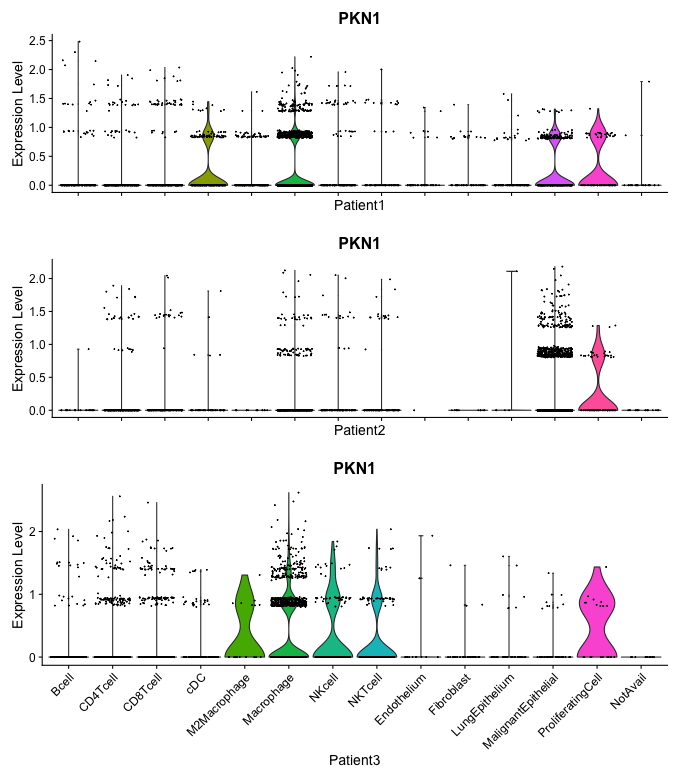 PKN1
Expression Level
2.5
2.0
1.5
1.0
0.5
0.0
Patient1
PKN1
Expression Level
2.0
1.5
1.0
0.5
0.0
Patient2
PKN1
Expression Level
2
1
0
Bcell
CD4Tcell
CD8Tcell
cDC
M2Macrophage
Macrophage
NKcell
NKTcell
Endothelium
Fibroblast
LungEpithelium
MalignantEpithelial
ProliferatingCell
NotAvail
Patient3